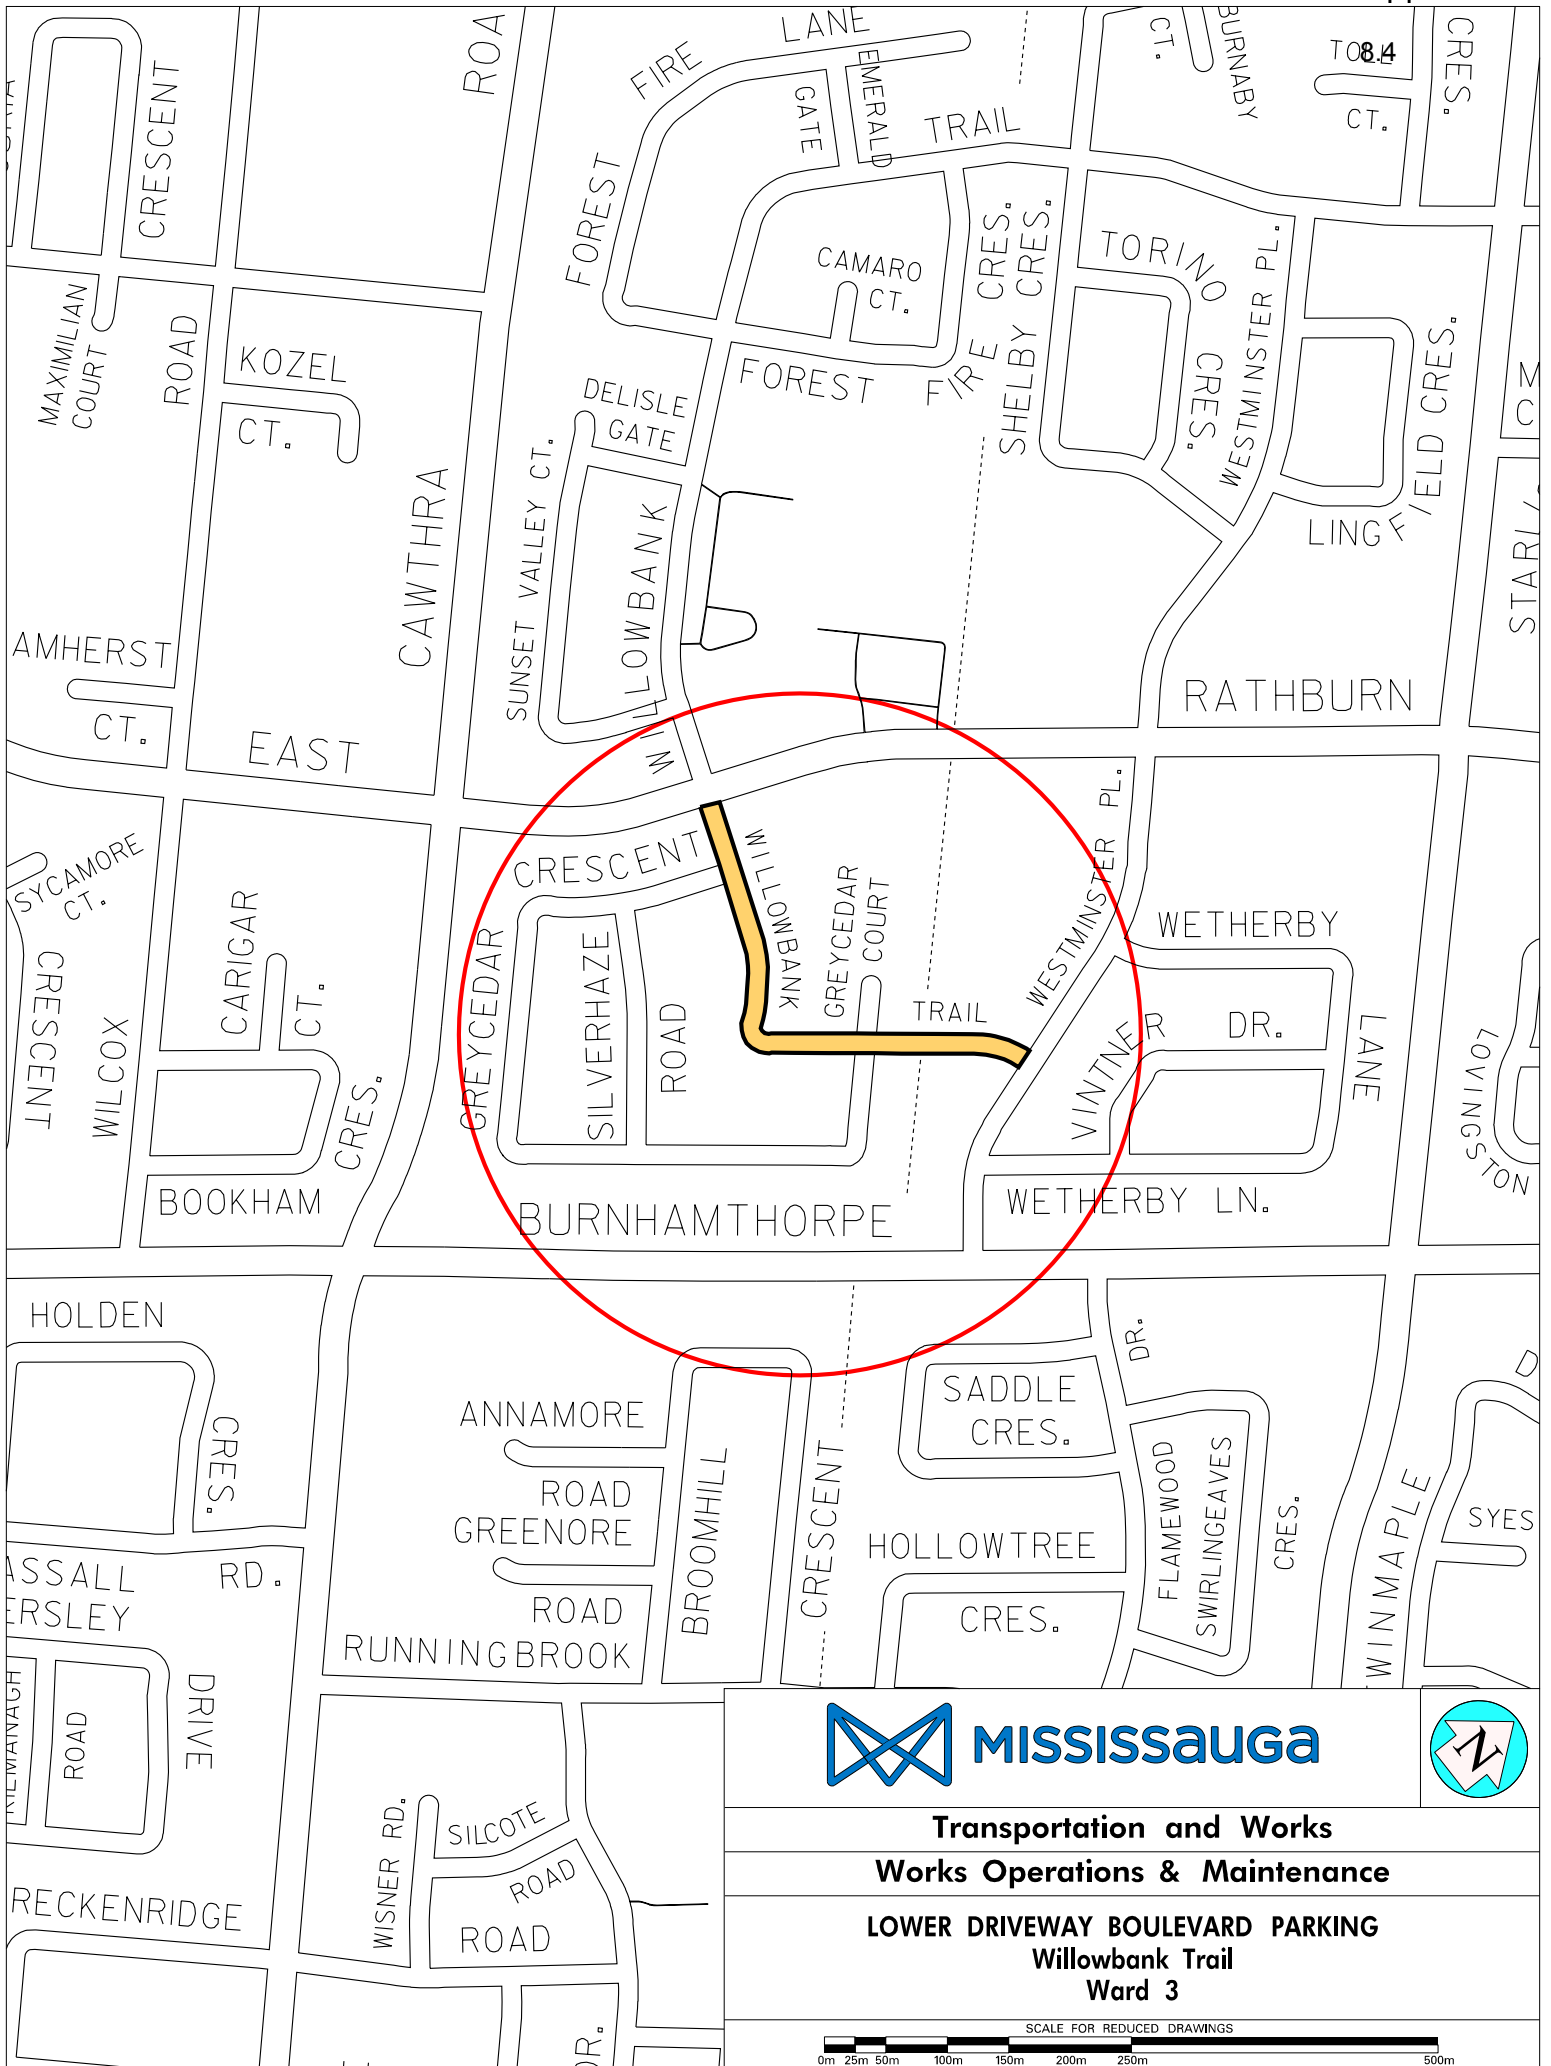 8.4
CRESCENT
ROA
FIRE
LANE
EMERALD
GATE
TRAIL
CT.
BURNABY
CT.
CRES.
FOREST
CAMARO
CT.
FIRE CRES.
SHELBY CRES.
TORINO
CRES.
WESTMINSTER PL.
LINGFIELD CRES.
MAXIMILIAN
COURT
ROAD
KOZEL
CT.
DELISLE
GATE
FOREST
CAWTHRA
SUNSET VALLEY CT.
WILLOWBANK
AMHERST
CT.
EAST
RATHBURN
SYCAMORE
CT.
CRESCENT
WILCOX
CARIGAR
CT.
CRES.
BOOKHAM
CRESCENT
GREYCEDAR
SILVERHAZE
ROAD
WILLOWBANK
GREYCEDAR
COURT
TRAIL
WESTMINSTER PL.
WETHERBY
VINTNER
DR.
LANE
WETHERBY LN.
LOVINGSTON
BURNHAMTHORPE
HOLDEN
CRES.
RD.
ASSALL
ERSLEY
DRIVE
ROAD
ANNAMORE
ROAD
GREENORE
ROAD
RUNNINGBROOK
BROOMHILL
CRESCENT
SADDLE
CRES.
DR.
FLAMEWOOD
SWIRLINGEAVES
CRES.
HOLLOWTREE
CRES.
WINMAPLE
SYES
WISNER RD.
SILCOTE
ROAD
ROAD
RECKENRIDGE
OR.
MISSISSAUGA
N
Transportation and Works
Works Operations & Maintenance
LOWER DRIVEWAY BOULEVARD PARKING
Willowbank Trail
Ward 3
SCALE FOR REDUCED DRAWINGS
0m 25m 50m 100m 150m 200m 250m 500m